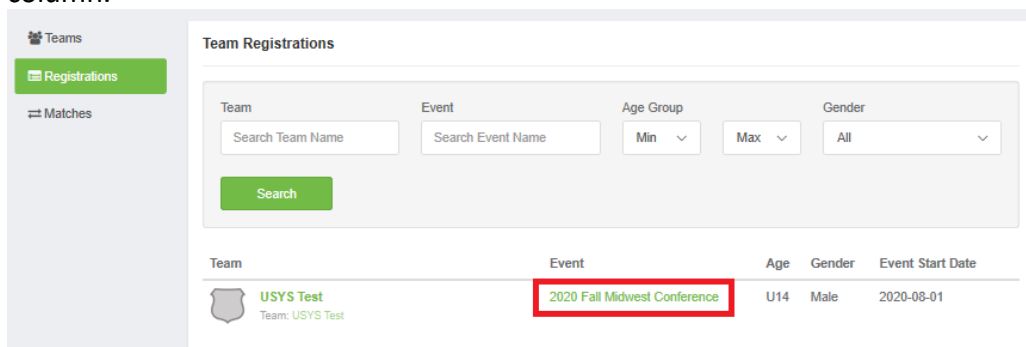 column.
Teams
Registrations
Matches
Team Registrations
Team Event Age Group Gender
Search Team Name Search Event Name Min Max All
Search
Team Event Age Gender Event Start Date
USYS Test 2020 Fall Midwest Conference U14 Male 2020-08-01
Team: USYS Test